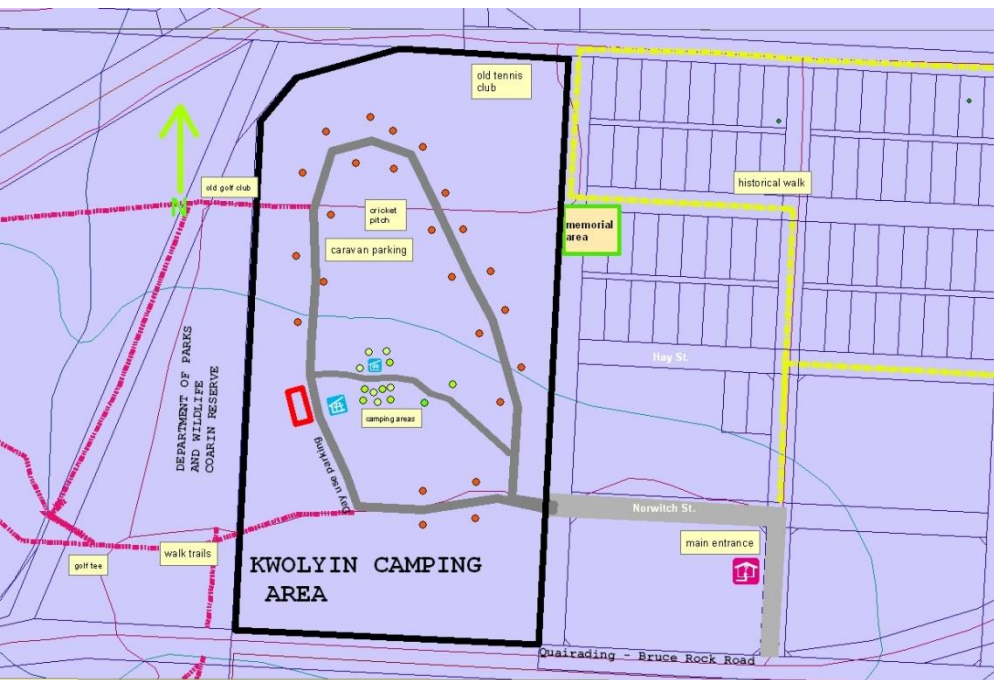 old tennis
club
historical walk
old golf club
N
cricket
pitch
memorial
area
caravan parking
Hay St.
DEPARTMENT OF PARKS
AND WILDLIFE
COARIN RESERVE
camping areas
Day use parking
Norwitch St.
main entrance
walk trails
golf tee
KWOLYIN CAMPING
AREA
Quairading - Bruce Rock Road